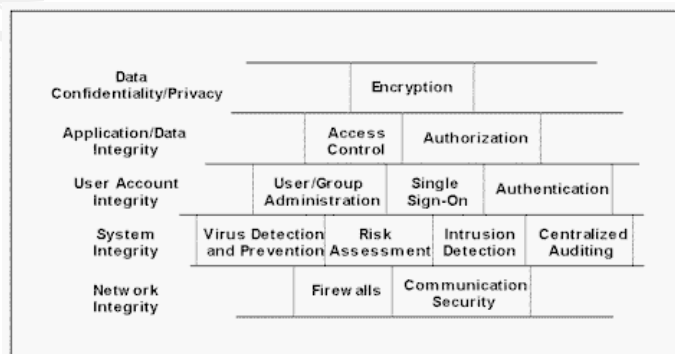 Data
Confidentiality/Privacy
Encryption
Application/Data
Integrity
Access
Control
Authorization
User Account
Integrity
User/Group
Administration
Single
Sign-On
Authentication
System
Integrity
Virus Detection
and Prevention
Risk
Assessment
Intrusion
Detection
Centralized
Auditing
Network
Integrity
Firewalls
Communication
Security